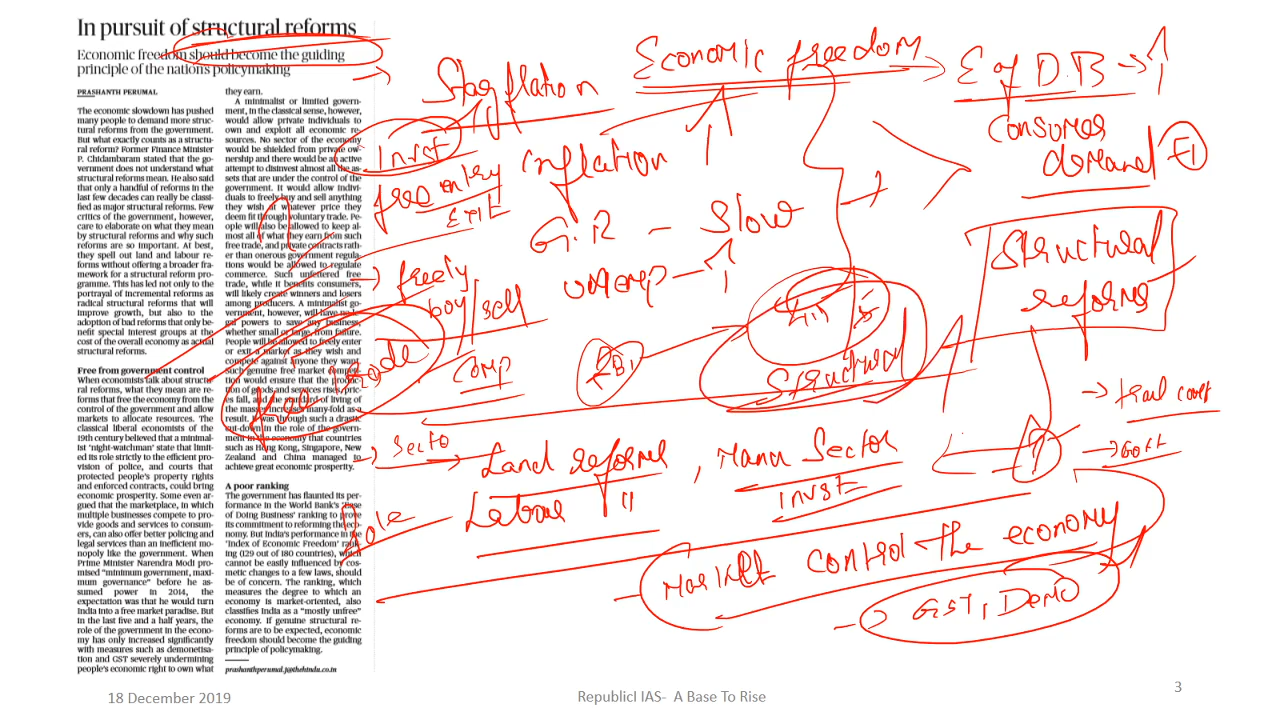 In pursuit of structural reforms
Economic freedom should become the guiding
principle of the nation's policymaking
PRASHANTH PERUMAL
The economic slowdown has pushed
many people to demand more struc-
tural reforms from the government.
But what exactly counts as a structu-
ral reform? Former Finance Minister
P. Chidambaram stated that the go-
vernment does not understand what
structural reforms mean. He also said
that only a handful of reforms in the
last few decades can really be classi-
fied as major structural reforms. Few
critics of the government, however,
care to elaborate on what they mean
by structural reforms and why such
reforms are so important. At best,
they spell out land and labour re-
forms without offering a broader fra-
mework for a structural reform pro-
gramme. This has led not only to the
portrayal of incremental reforms as
radical structural reforms that will
improve growth, but also to the
adoption of bad reforms that only be-
nefit special interest groups at the
cost of the overall economy as actual
structural reforms.
Free from government control
When economists talk about structu-
ral reforms, what they mean are re-
forms that free the economy from the
control of the government and allow
markets to allocate resources. The
classical liberal economists of the
19th century believed that a minimal-
ist 'night-watchman' state that limit-
ed its role strictly to the efficient pro-
vision of police, and courts that
protected people's property rights
and enforced contracts, could bring
economic prosperity. Some even ar-
gued that the marketplace, in which
multiple businesses compete to pro-
vide goods and services to consum-
ers, can also offer better policing and
legal services than an inefficient mo-
nopoly like the government. When
Prime Minister Narendra Modi pro-
mised "minimum government, maxi-
mum governance" before he as-
sumed power in 2014, the
expectation was that he would turn
India into a free market paradise. But
in the last five and a half years, the
role of the government in the econo-
my has only increased significantly
with measures such as demonetisa-
tion and GST severely undermining
people's economic right to own what
they earn.
A minimalist or limited govern-
ment, in the classical sense, however,
would allow private individuals to
own and exploit all economic re-
sources. No sector of the economy
would be shielded from private ow-
nership and there would be an active
attempt to disinvest almost all the as-
sets that are under the control of the
government. It would allow indivi-
duals to freely buy and sell anything
they wish at whatever price they
deem fit through voluntary trade. Pe-
ople will also be allowed to keep al-
most all of what they earn from such
free trade, and private contracts rath-
er than onerous government regula-
tions would be allowed to regulate
commerce. Such unfettered free
trade, while it benefits consumers,
will likely create winners and losers
among producers. A minimalist go-
vernment, however, will have no
powers to save any business,
whether small or large, from failure.
People will be allowed to freely enter
or exit a market as they wish and
compete against anyone they want.
Such genuine free market
tion would ensure that the
tion of goods and services rises, pric-
es fall, and the standard of living of
the masses increases many-fold as a
result. It was through such a drastic
cut-down in the role of the govern-
ment in the economy that countries
such as Hong Kong, Singapore, New
Zealand and China managed to
achieve great economic prosperity.
A poor ranking
The government has flaunted its per-
formance in the World Bank's 'Ease
of Doing Business' ranking to prove
its commitment to reforming the econ-
omy. But India's performance in the
'Index of Economic Freedom' rank-
ing (129 out of 180 countries), which
cannot be easily influenced by cos-
metic changes to a few laws, should
be of concern. The ranking, which
measures the degree to which an
economy is market-oriented, also
classifies India as a "mostly unfree"
economy. If genuine structural re-
forms are to be expected, economic
freedom should become the guiding
principle of policymaking.
prashanthperumal.j@thehindu.co.in
Economic freedom
E of D.B
Stagflation
consumer
demand
Invst
inflation
free entry
Exit
G.R - Slow
unemp
freely
buy/sell
Structural
reforms
free trade
comp
RBI
Structural
Secto
Land reforms, Manu Sector
Govt
Invst
Role
Labour "
Market control the economy
GST, Demo
18 December 2019
RepublicI IAS- A Base To Rise
3